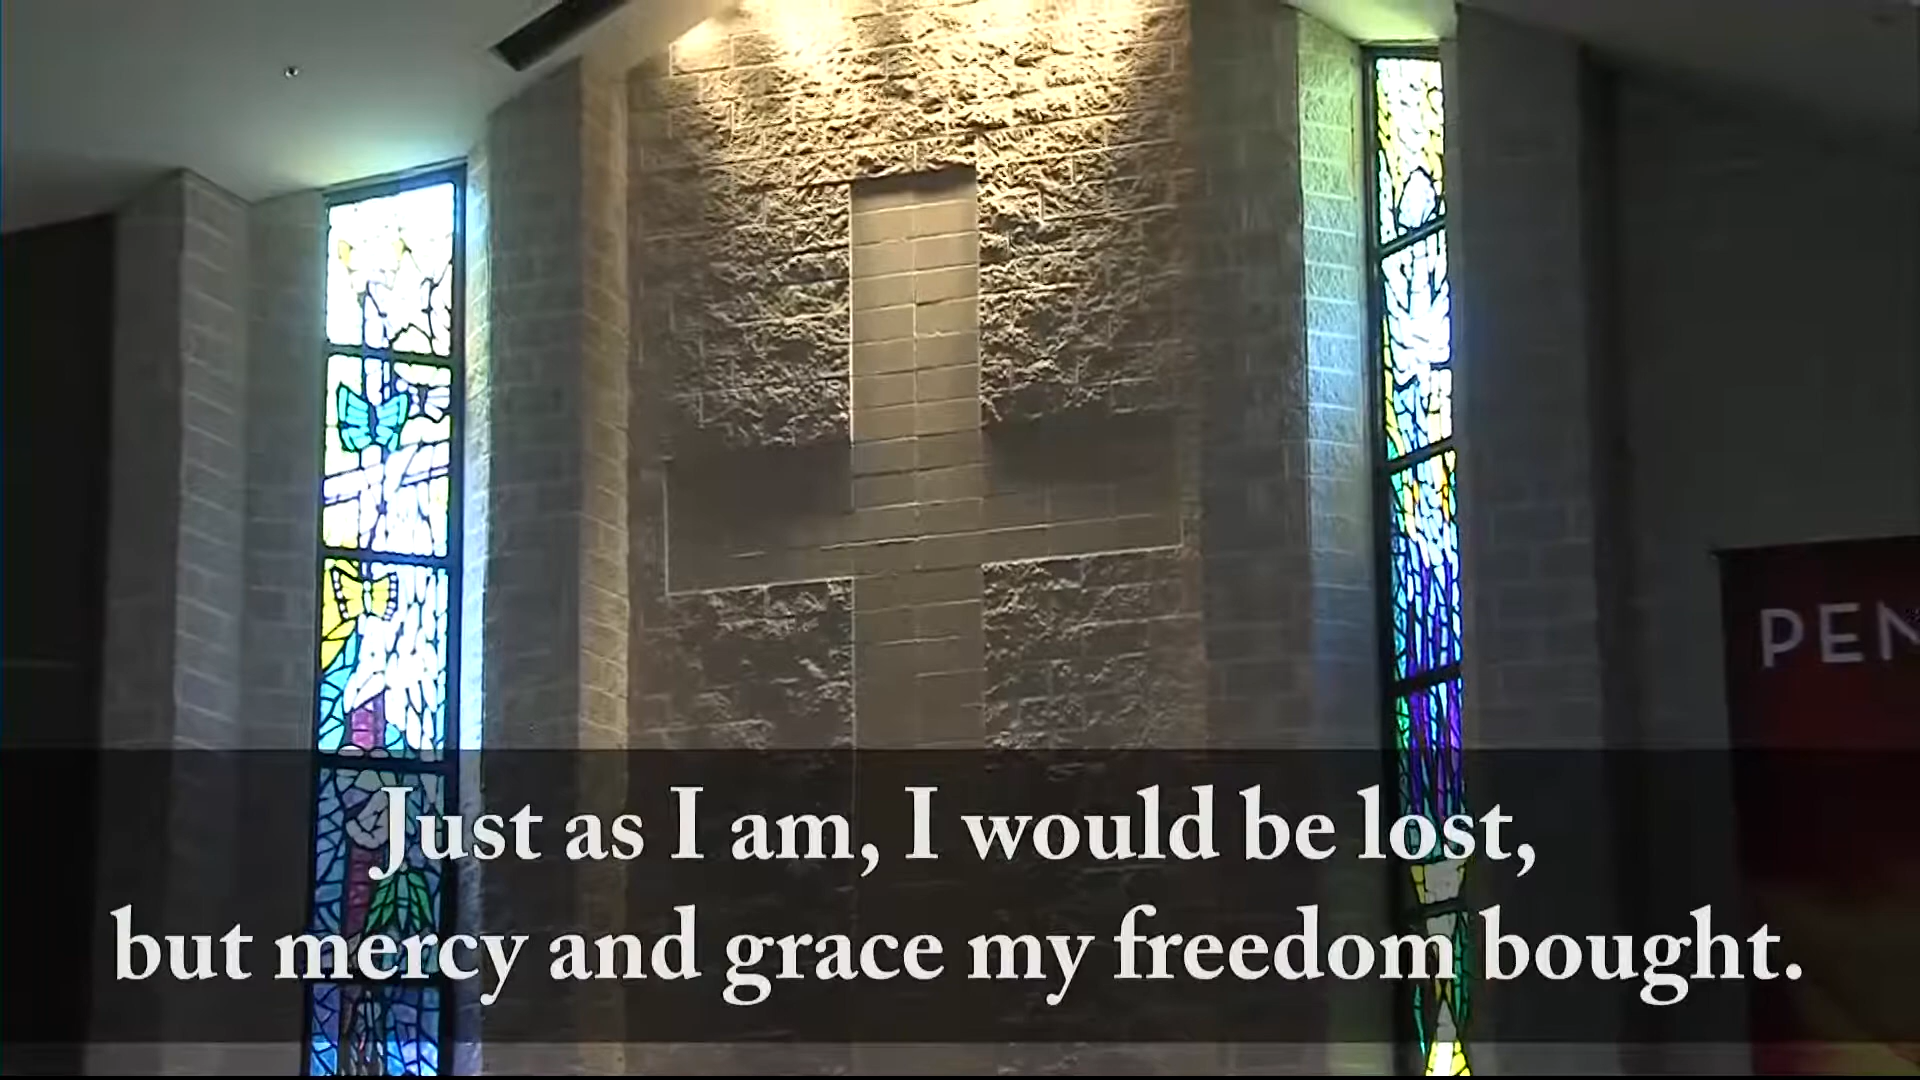 PEN
Just as I am, I would be lost,
but mercy and grace my freedom bought.